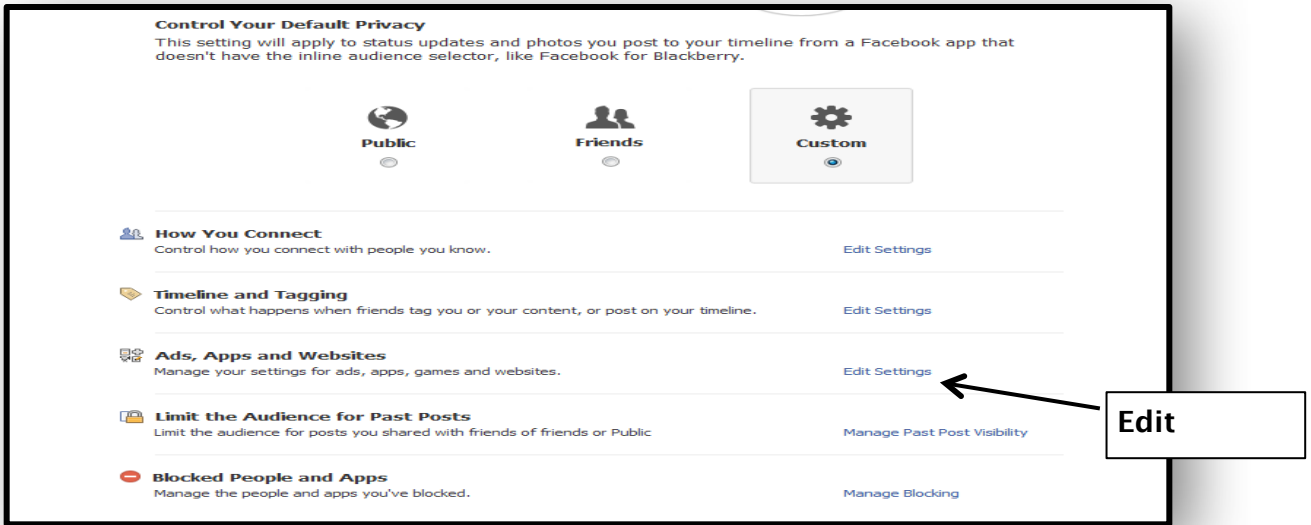 Control Your Default Privacy
This setting will apply to status updates and photos you post to your timeline from a Facebook app that
doesn't have the inline audience selector, like Facebook for Blackberry.
Public
Friends
Custom
How You Connect
Control how you connect with people you know.
Edit Settings
Timeline and Tagging
Control what happens when friends tag you or your content, or post on your timeline.
Edit Settings
Ads, Apps and Websites
Manage your settings for ads, apps, games and websites.
Edit Settings
Edit
Limit the Audience for Past Posts
Limit the audience for posts you shared with friends of friends or Public
Manage Past Post Visibility
Blocked People and Apps
Manage the people and apps you've blocked.
Manage Blocking